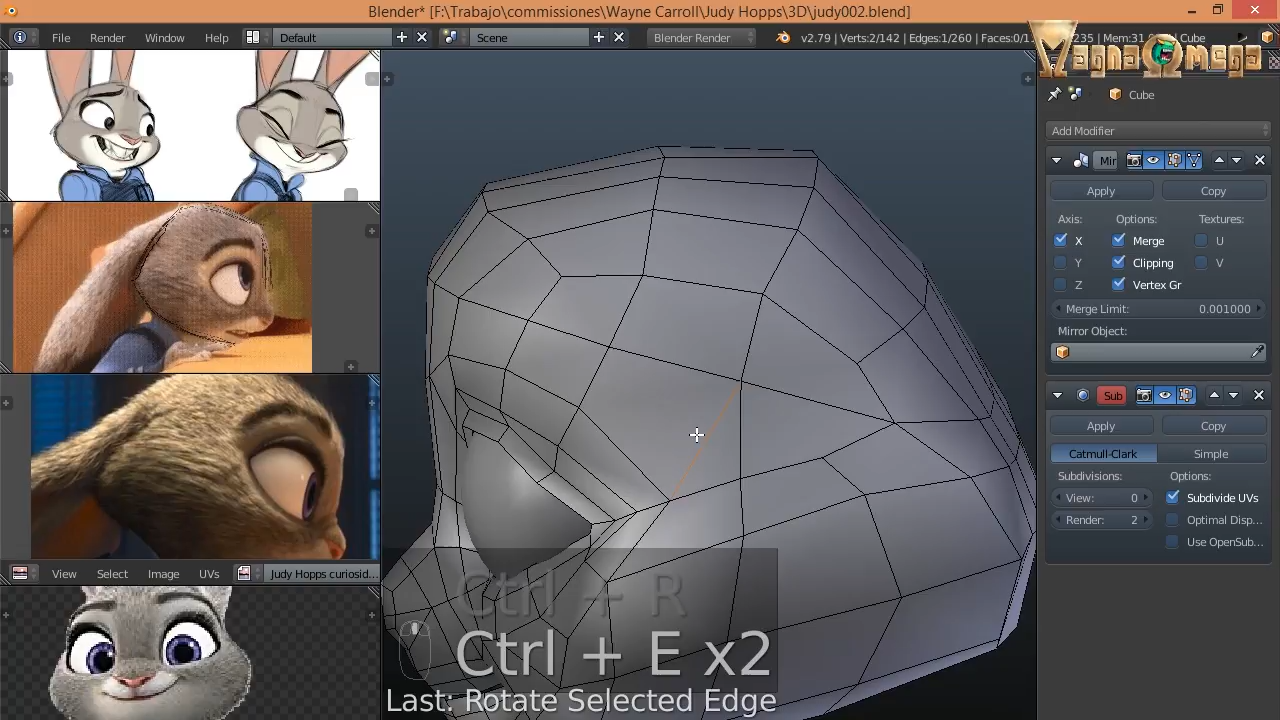 Blender* [F:\Trabajo\commissiones\Wayne Carroll\Judy Hopps\3D\judy002.blend]
File Render Window Help Default Scene Blender Render v2.79 | Verts:2/142 | Edges:1/260 | Faces:0/1
Cube
MagnaOmega
Cube
Add Modifier
Mir
Apply Copy
Axis: Options: Textures:
X Merge U
Y Clipping V
Z Vertex Gr
Merge Limit: 0.001000
Mirror Object:
Sub
Apply Copy
Catmull-Clark Simple
Subdivisions: Options:
View: 0 Subdivide UVs
Render: 2 Optimal Disp...
Use OpenSub...
View Select Image UVs Judy Hopps curiosid...
Ctrl + R
Ctrl + E x2
Last: Rotate Selected Edge